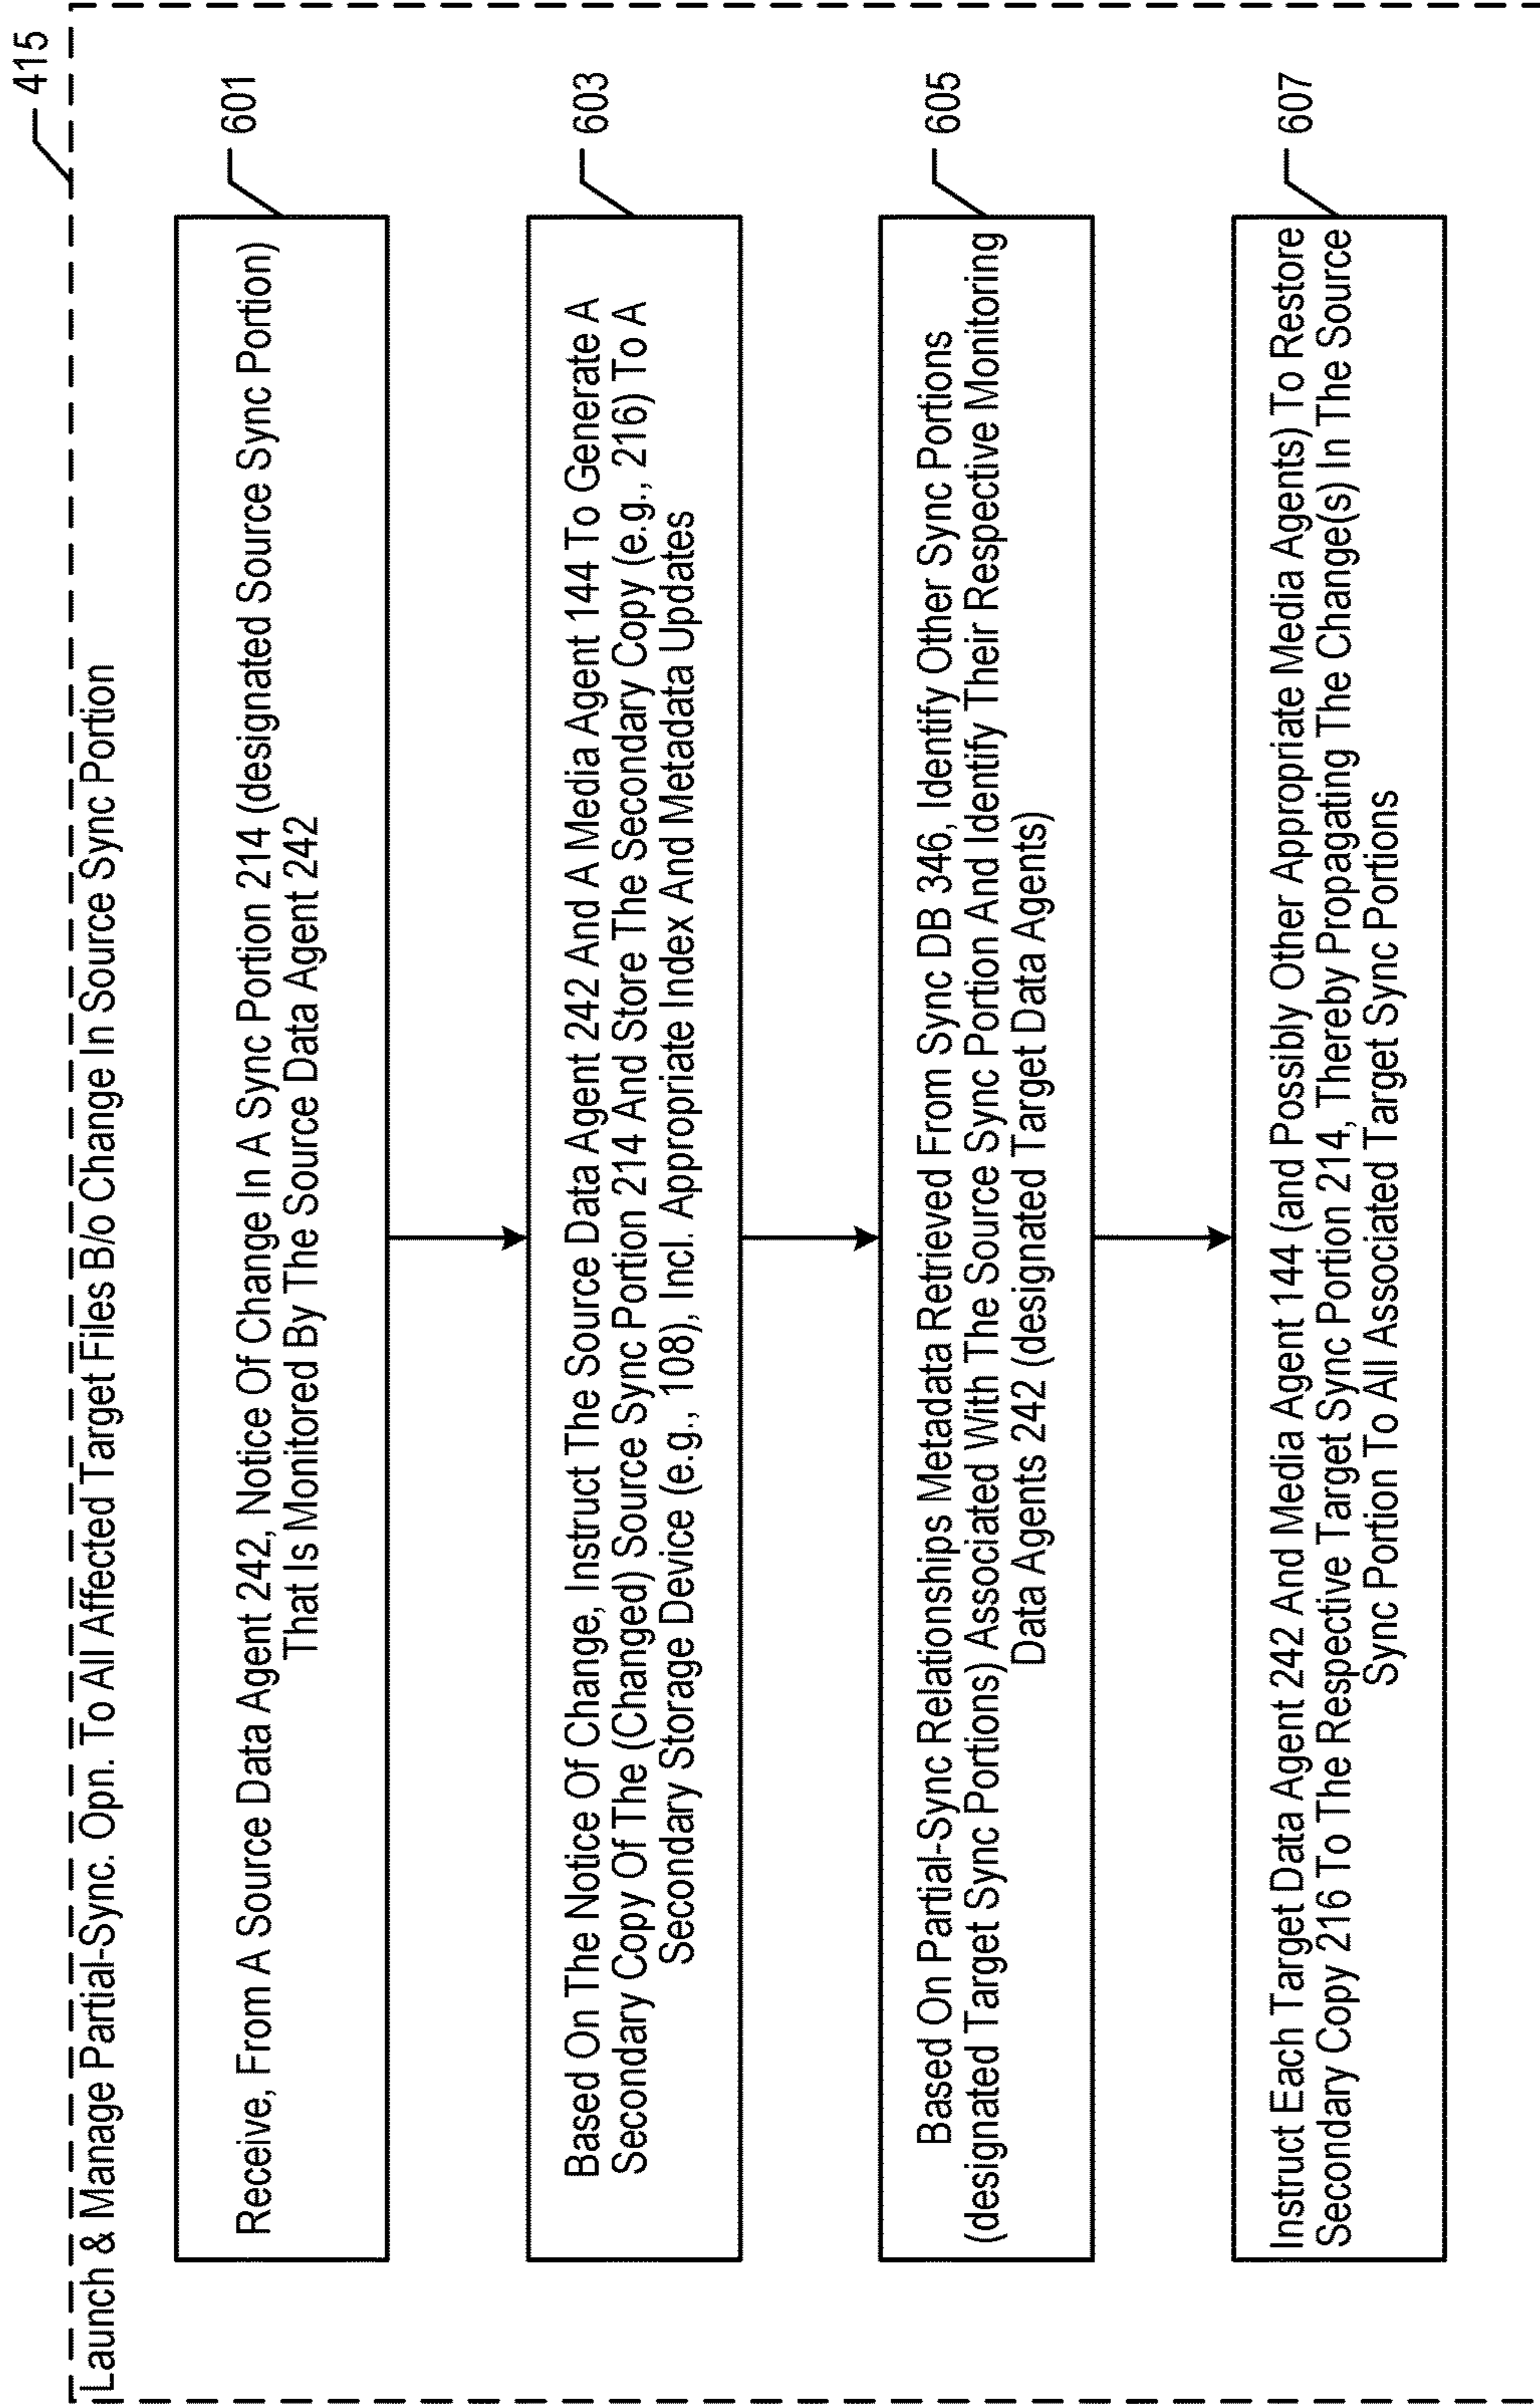 415
Launch & Manage Partial-Sync. Opn. To All Affected Target Files B/o Change In Source Sync Portion
601
Receive, From A Source Data Agent 242, Notice Of Change In A Sync Portion 214 (designated Source Sync Portion)
That Is Monitored By The Source Data Agent 242
603
Based On The Notice Of Change, Instruct The Source Data Agent 242 And A Media Agent 144 To Generate A
Secondary Copy Of The (Changed) Source Sync Portion 214 And Store The Secondary Copy (e.g., 216) To A
Secondary Storage Device (e.g., 108), Incl. Appropriate Index And Metadata Updates
605
Based On Partial-Sync Relationships Metadata Retrieved From Sync DB 346, Identify Other Sync Portions
(designated Target Sync Portions) Associated With The Source Sync Portion And Identify Their Respective Monitoring
Data Agents 242 (designated Target Data Agents)
607
Instruct Each Target Data Agent 242 And Media Agent 144 (and Possibly Other Appropriate Media Agents) To Restore
Secondary Copy 216 To The Respective Target Sync Portion 214, Thereby Propagating The Change(s) In The Source
Sync Portion To All Associated Target Sync Portions